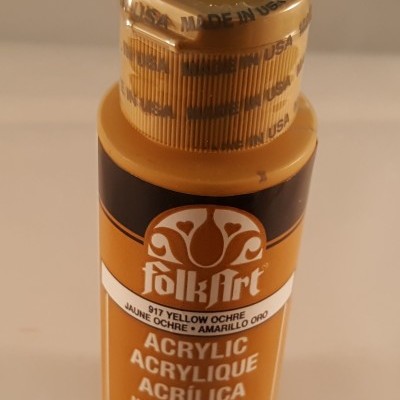 MADE IN USA
MADE IN USA
MADE IN USA
MADE IN USA
folkArt
917 YELLOW OCHRE
JAUNE OCHRE • AMARILLO ORO
ACRYLIC
ACRYLIQUE
ACRÍLICA